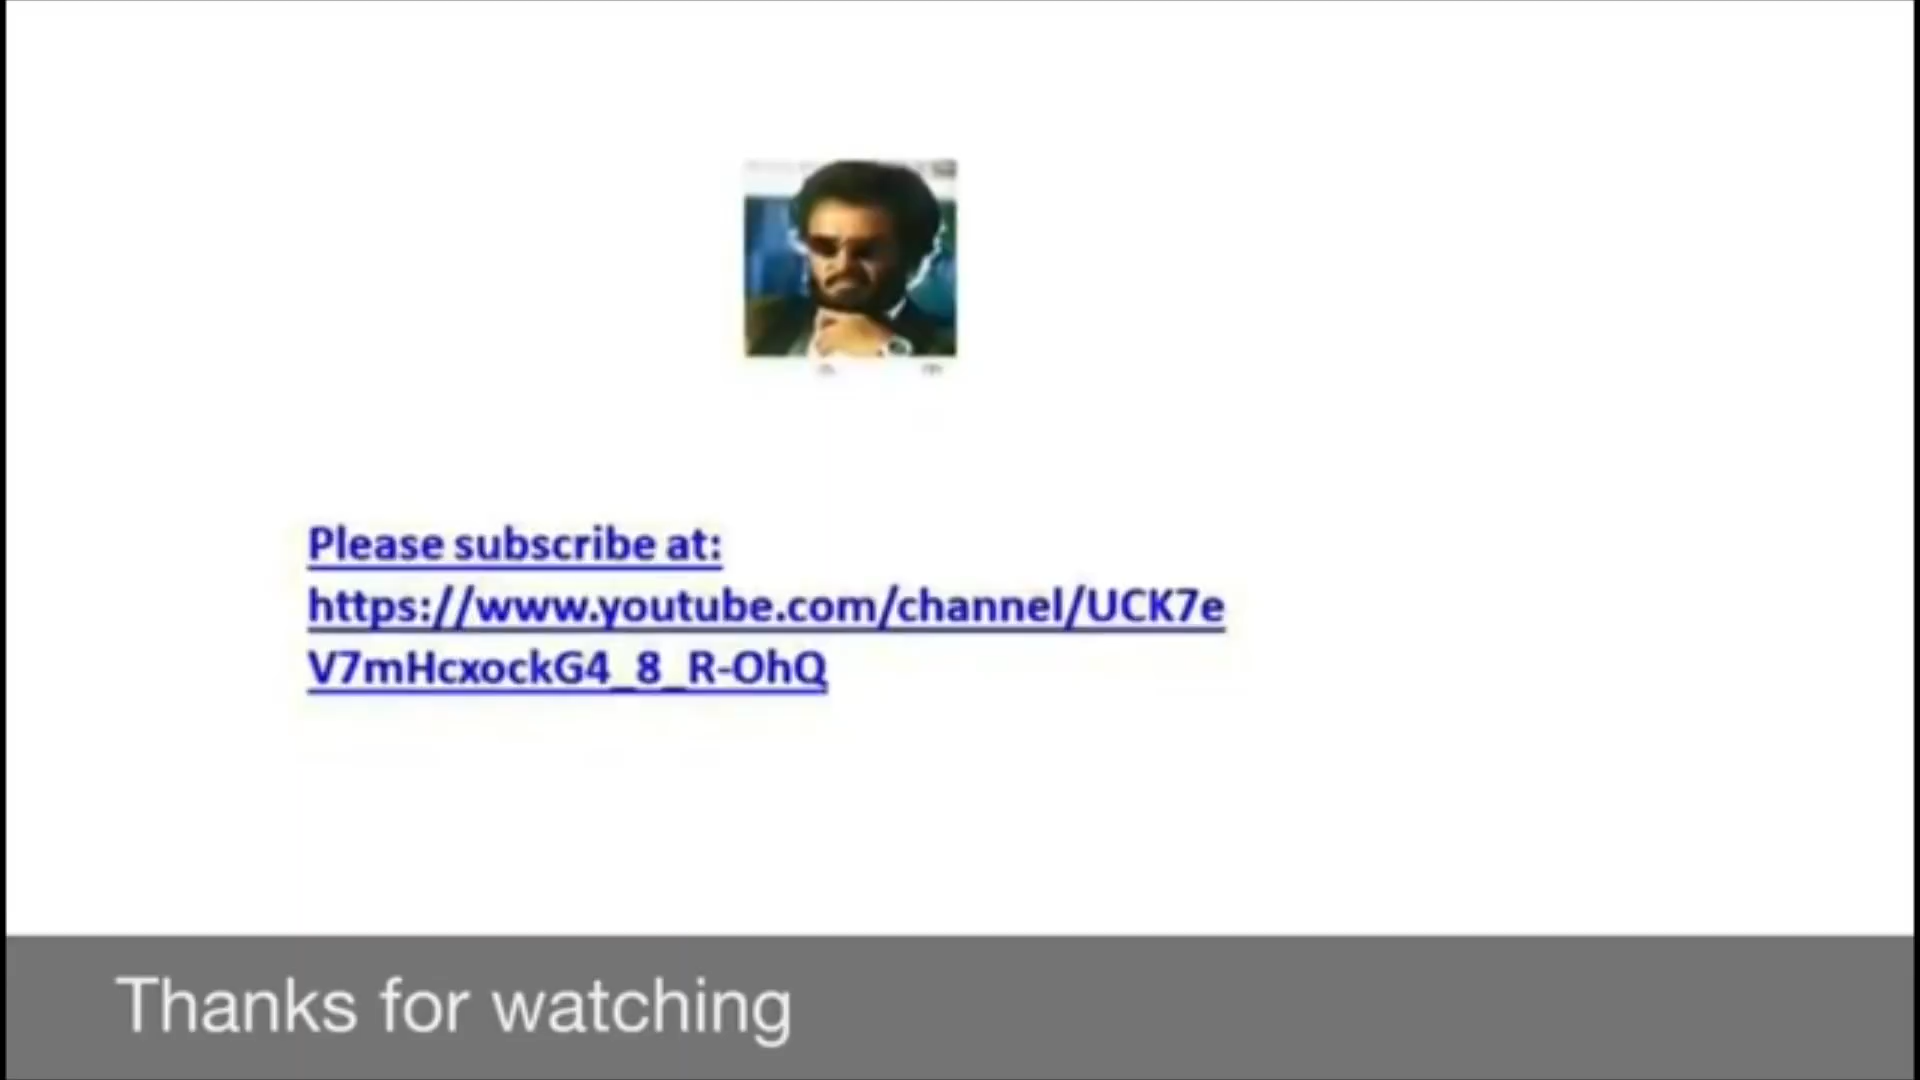 Please subscribe at:
https://www.youtube.com/channel/UCK7e
V7mHcxockG4_8_R-OhQ
Thanks for watching